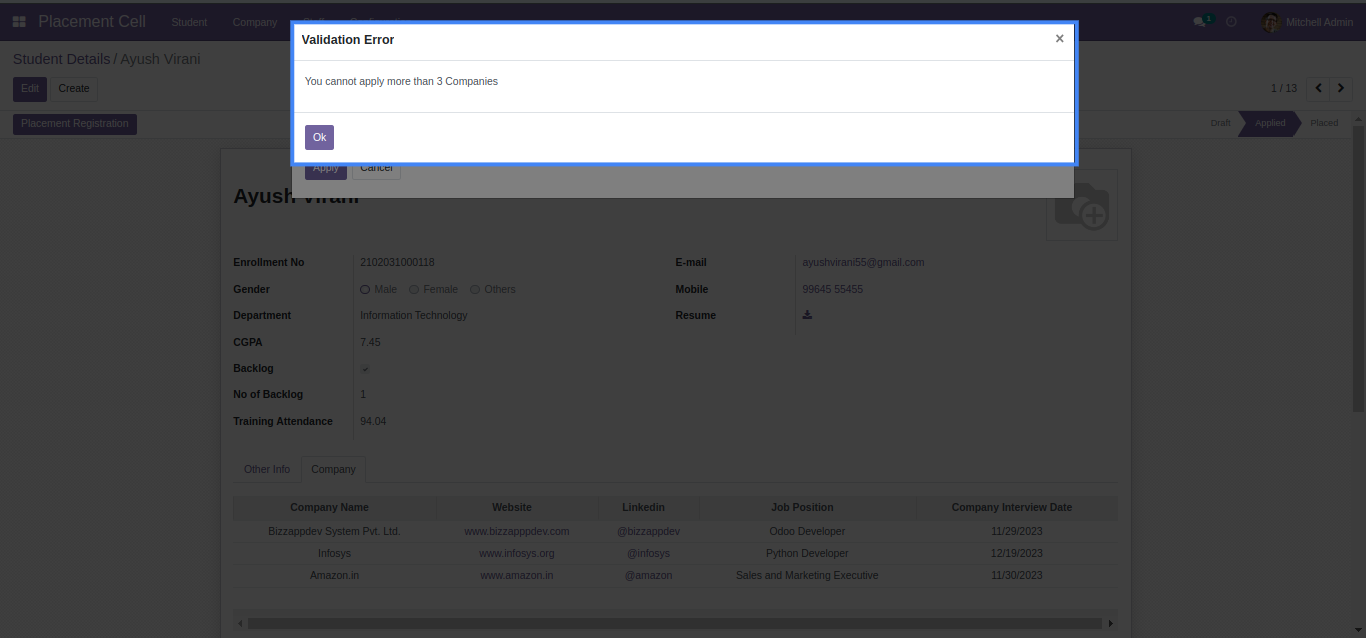 Placement Cell Student Company
1
Mitchell Admin
Validation Error ×
Student Details / Ayush Virani
You cannot apply more than 3 Companies
Edit Create
1 / 13
Placement Registration
Draft Applied Placed
Ok
Apply Cancel
Ayush Virani
Enrollment No 2102031000118
E-mail ayushvirani55@gmail.com
Gender Male Female Others
Mobile 99645 55455
Department Information Technology
Resume
CGPA 7.45
Backlog
No of Backlog 1
Training Attendance 94.04
Other Info Company
Company Name Website Linkedin Job Position Company Interview Date
Bizzappdev System Pvt. Ltd. www.bizzapppdev.com @bizzappdev Odoo Developer 11/29/2023
Infosys www.infosys.org @infosys Python Developer 12/19/2023
Amazon.in www.amazon.in @amazon Sales and Marketing Executive 11/30/2023